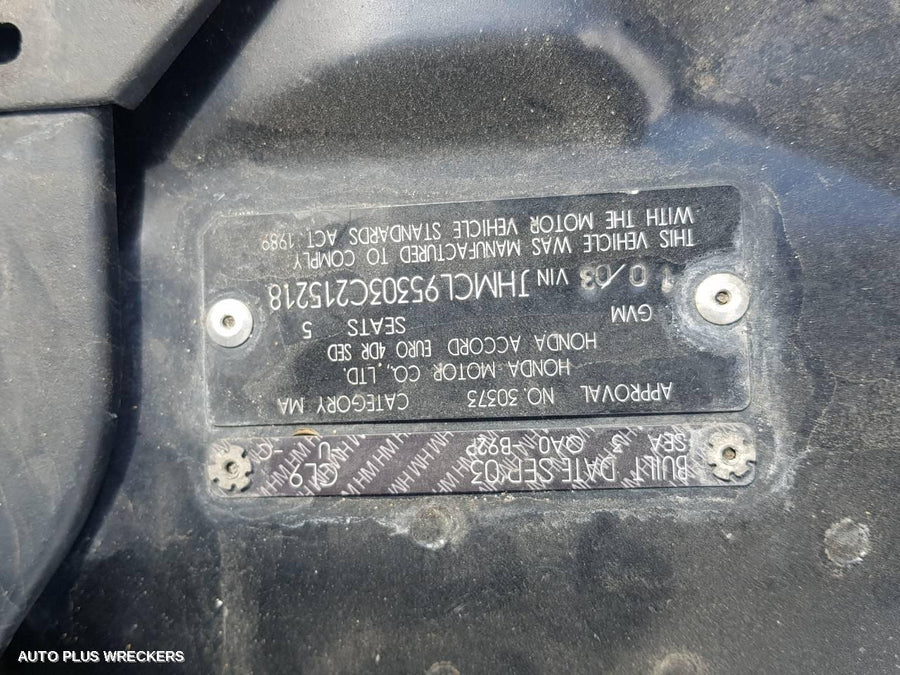 BUILT DATE SEP.'03
APPROVAL NO. 30373 CATEGORY MA
HONDA MOTOR CO., LTD.
HONDA ACCORD EURO 4DR SED
GVM SEATS 5
10/03 VIN JHMCL95303C215218
THIS VEHICLE WAS MANUFACTURED TO COMPLY
WITH THE MOTOR VEHICLE STANDARDS ACT. 1989
AUTO PLUS WRECKERS